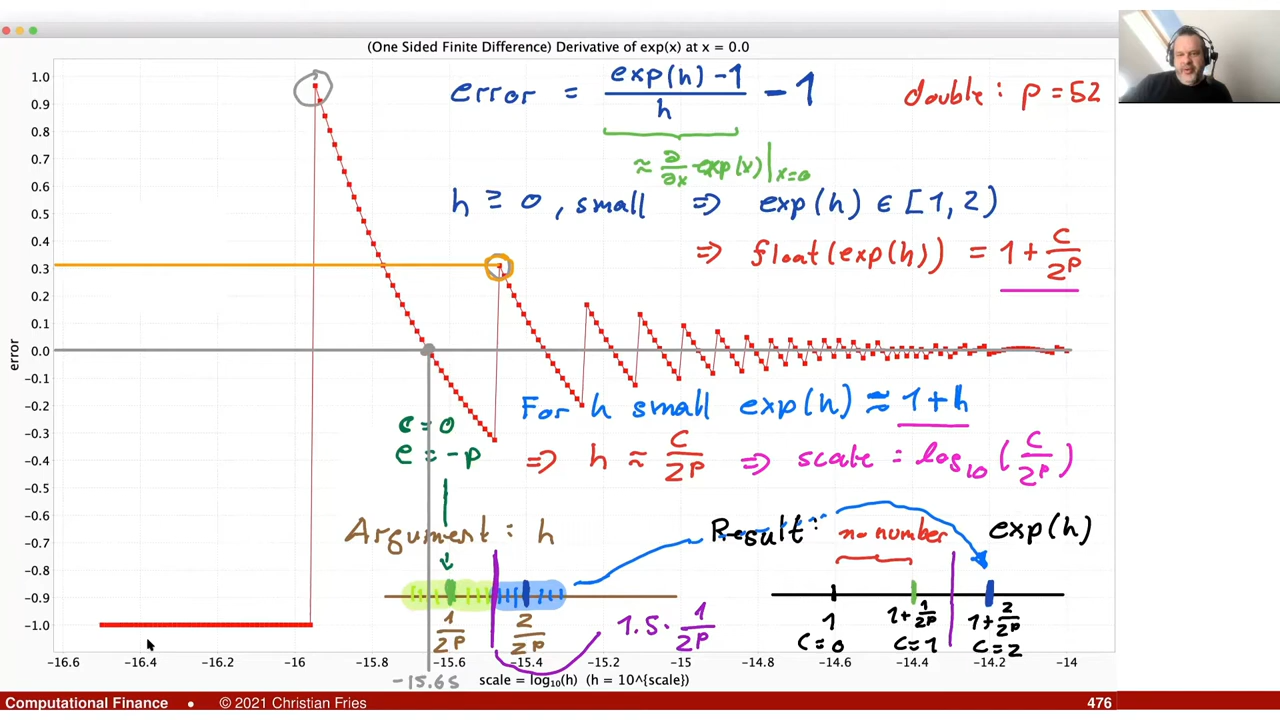 (One Sided Finite Difference) Derivative of exp(x) at x = 0.0
error = (exp(h) - 1) / h - 1
double: p = 52
≈ ∂/∂x exp(x)|x=0
h ≥ 0, small ⇒ exp(h) ∈ [1, 2)
⇒ float(exp(h)) = 1 + C/2^p
1.0
0.9
0.8
0.7
0.6
0.5
0.4
0.3
0.2
0.1
0.0
-0.1
-0.2
-0.3
-0.4
-0.5
-0.6
-0.7
-0.8
-0.9
-1.0
error
For h small exp(h) ≈ 1 + h
c = 0
e = -p
⇒ h ≈ C/2^p ⇒ scale = log10(C/2^p)
Argument: h
Result: exp(h)
no number
1/2^p
2/2^p
1.5 · 1/2^p
1
1 + 1/2^p
1 + 2/2^p
C = 0
C = 1
C = 2
-16.6 -16.4 -16.2 -16 -15.8 -15.6 -15.4 -15.2 -15 -14.8 -14.6 -14.4 -14.2 -14
-15.65
scale = log10(h) (h = 10^{scale})
Computational Finance • © 2021 Christian Fries 476